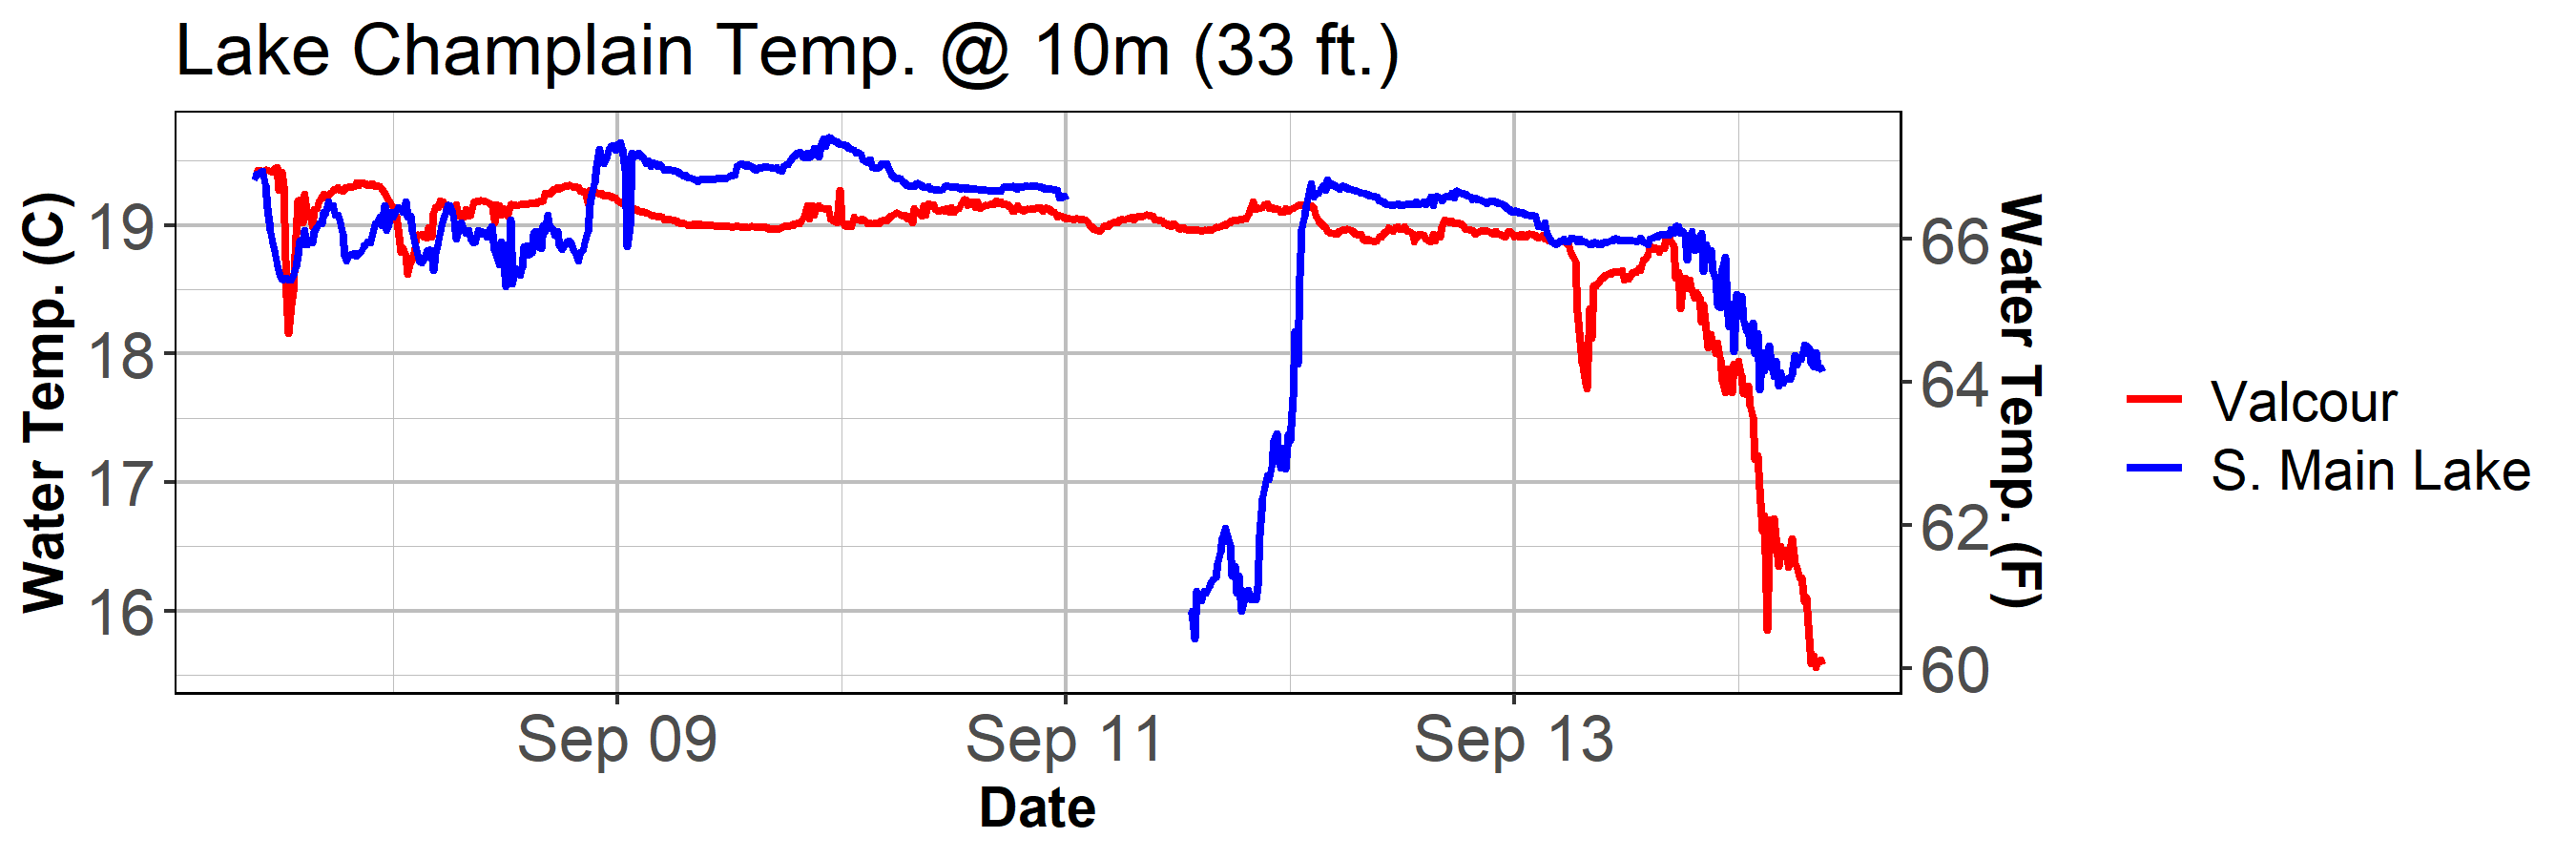 Lake Champlain Temp. @ 10m (33 ft.)
Water Temp. (C)
19
18
17
16
66
64
62
60
Water Temp. (F)
Sep 09
Sep 11
Sep 13
Date
Valcour
S. Main Lake